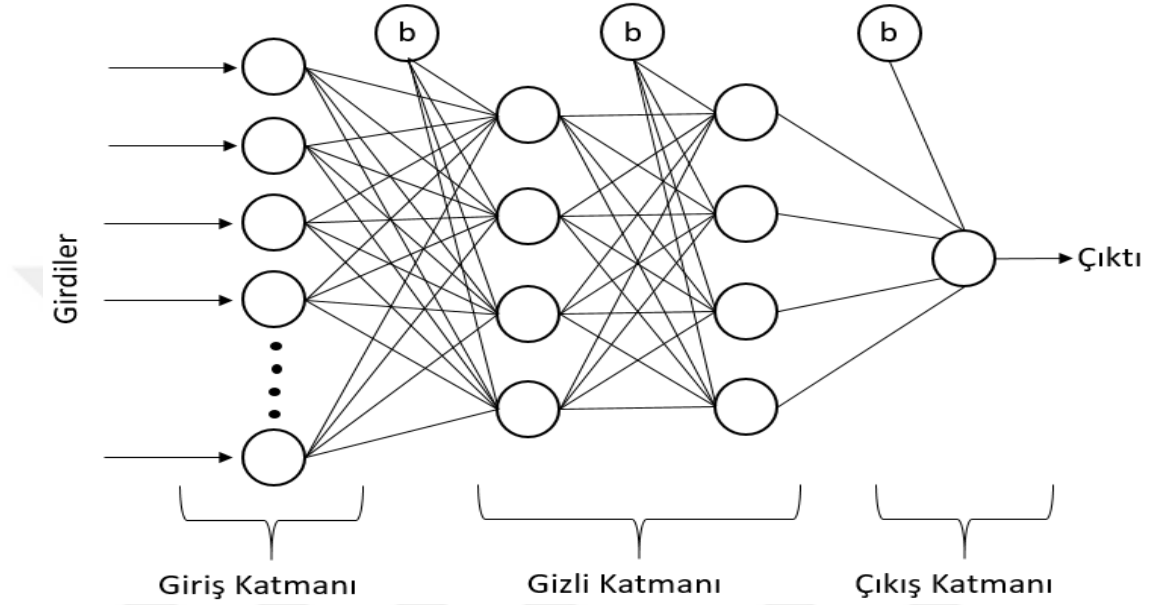 b
b
b
Girdiler
Çıktı
Giriş Katmanı
Gizli Katmanı
Çıkış Katmanı